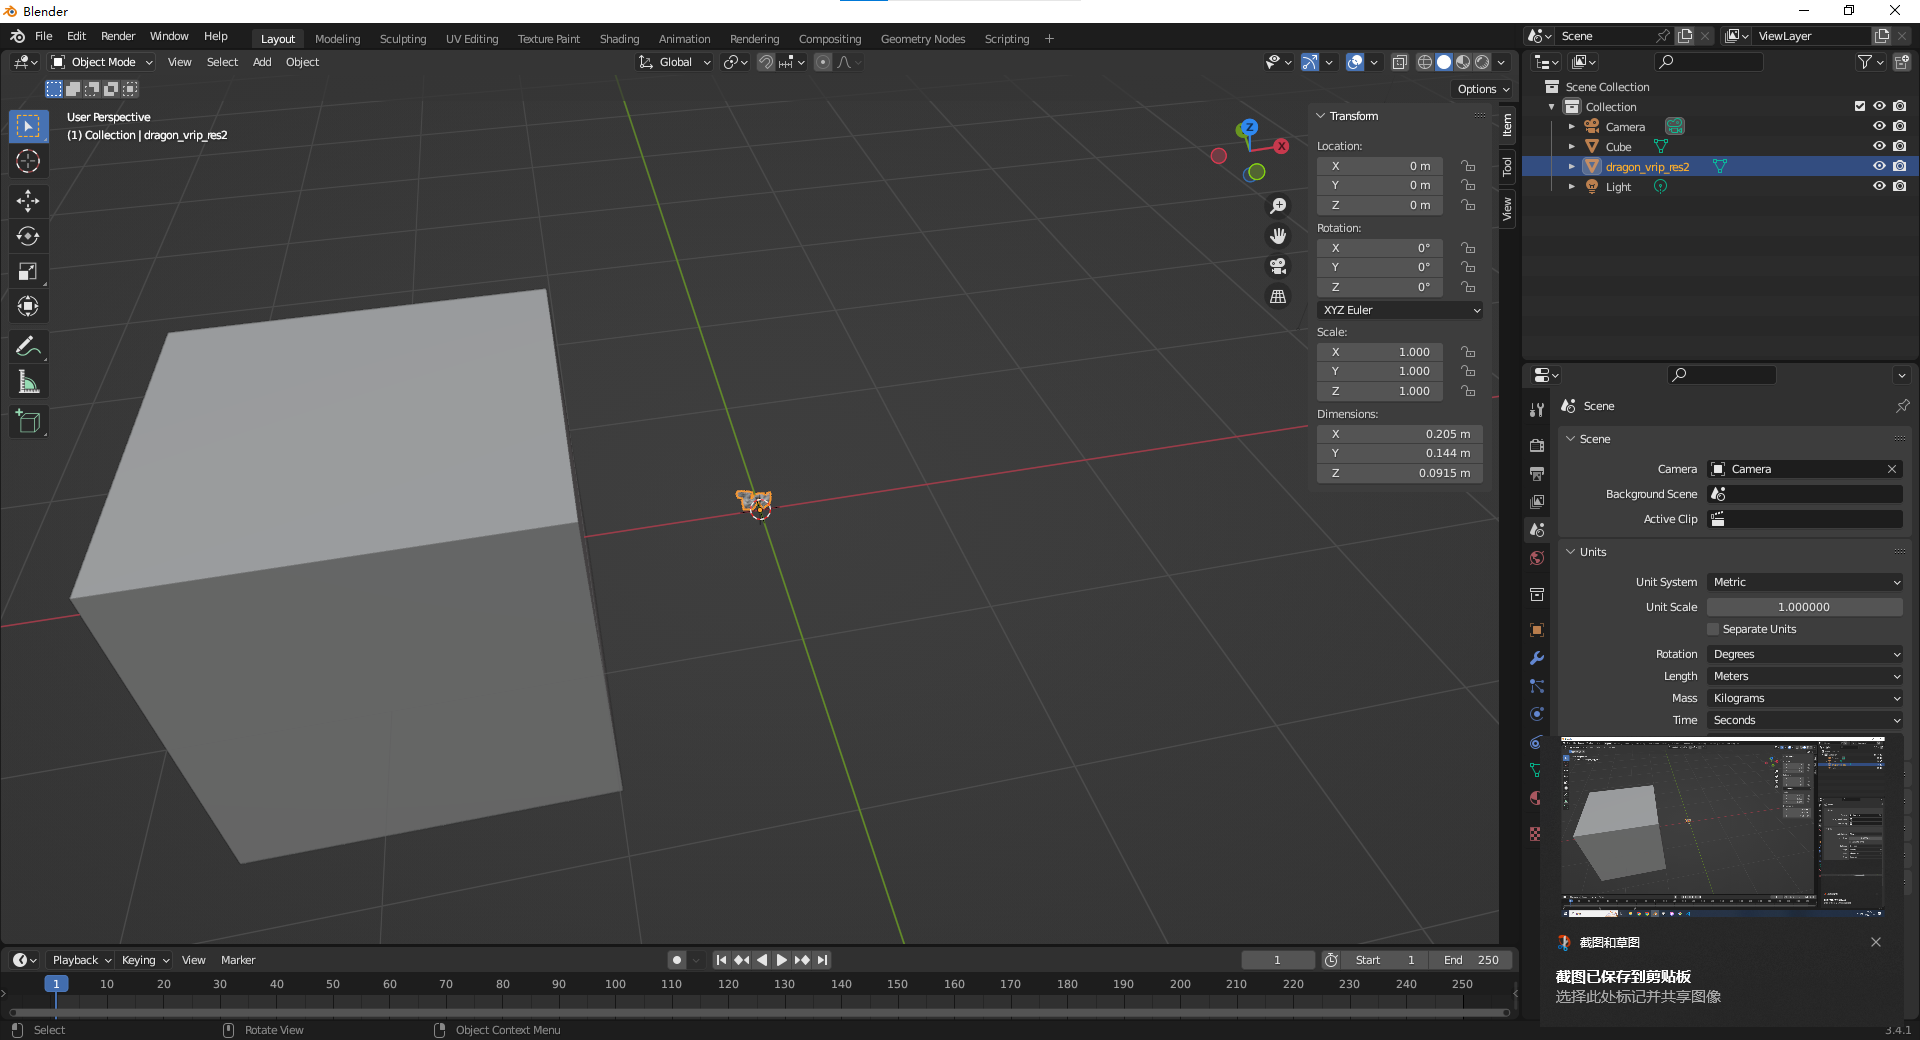 Blender
File Edit Render Window Help
Layout Modeling Sculpting UV Editing Texture Paint Shading Animation Rendering Compositing Geometry Nodes Scripting +
Scene
ViewLayer
Object Mode View Select Add Object
Global
Options
User Perspective
(1) Collection | dragon_vrip_res2
Z
X
Item
Tool
View
Transform
Location:
X 0 m
Y 0 m
Z 0 m
Rotation:
X 0°
Y 0°
Z 0°
XYZ Euler
Scale:
X 1.000
Y 1.000
Z 1.000
Dimensions:
X 0.205 m
Y 0.144 m
Z 0.0915 m
Scene Collection
Collection
Camera
Cube
dragon_vrip_res2
Light
Scene
Scene
Camera Camera
Background Scene
Active Clip
Units
Unit System Metric
Unit Scale 1.000000
Separate Units
Rotation Degrees
Length Meters
Mass Kilograms
Time Seconds
截图和草图
截图已保存到剪贴板
选择此处标记并共享图像
Playback Keying View Marker
1 Start 1 End 250
1 10 20 30 40 50 60 70 80 90 100 110 120 130 140 150 160 170 180 190 200 210 220 230 240 250
Select Rotate View Object Context Menu
3.4.1